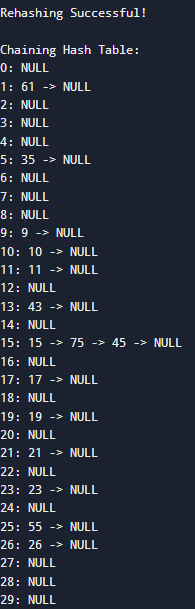 Rehashing Successful!
Chaining Hash Table:
0: NULL
1: 61 -> NULL
2: NULL
3: NULL
4: NULL
5: 35 -> NULL
6: NULL
7: NULL
8: NULL
9: 9 -> NULL
10: 10 -> NULL
11: 11 -> NULL
12: NULL
13: 43 -> NULL
14: NULL
15: 15 -> 75 -> 45 -> NULL
16: NULL
17: 17 -> NULL
18: NULL
19: 19 -> NULL
20: NULL
21: 21 -> NULL
22: NULL
23: 23 -> NULL
24: NULL
25: 55 -> NULL
26: 26 -> NULL
27: NULL
28: NULL
29: NULL